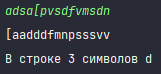 adsa[pvsdfvmsdn
[aadddfmnpsssvv
В строке 3 символов d